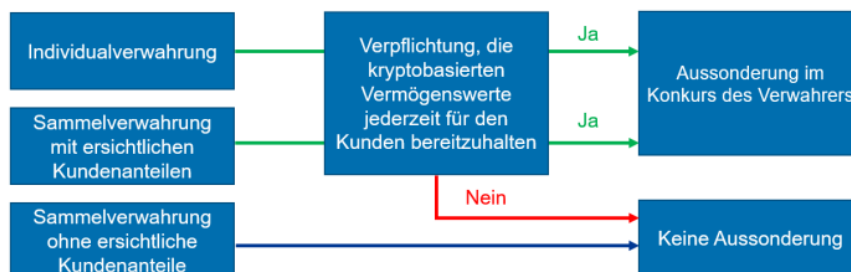 Individualverwahrung
Sammelverwahrung
mit ersichtlichen
Kundenanteilen
Sammelverwahrung
ohne ersichtliche
Kundenanteile
Verpflichtung, die
kryptobasierten
Vermögenswerte
jederzeit für den
Kunden bereitzuhalten
Ja
Ja
Nein
Aussonderung im
Konkurs des Verwahrers
Keine Aussonderung